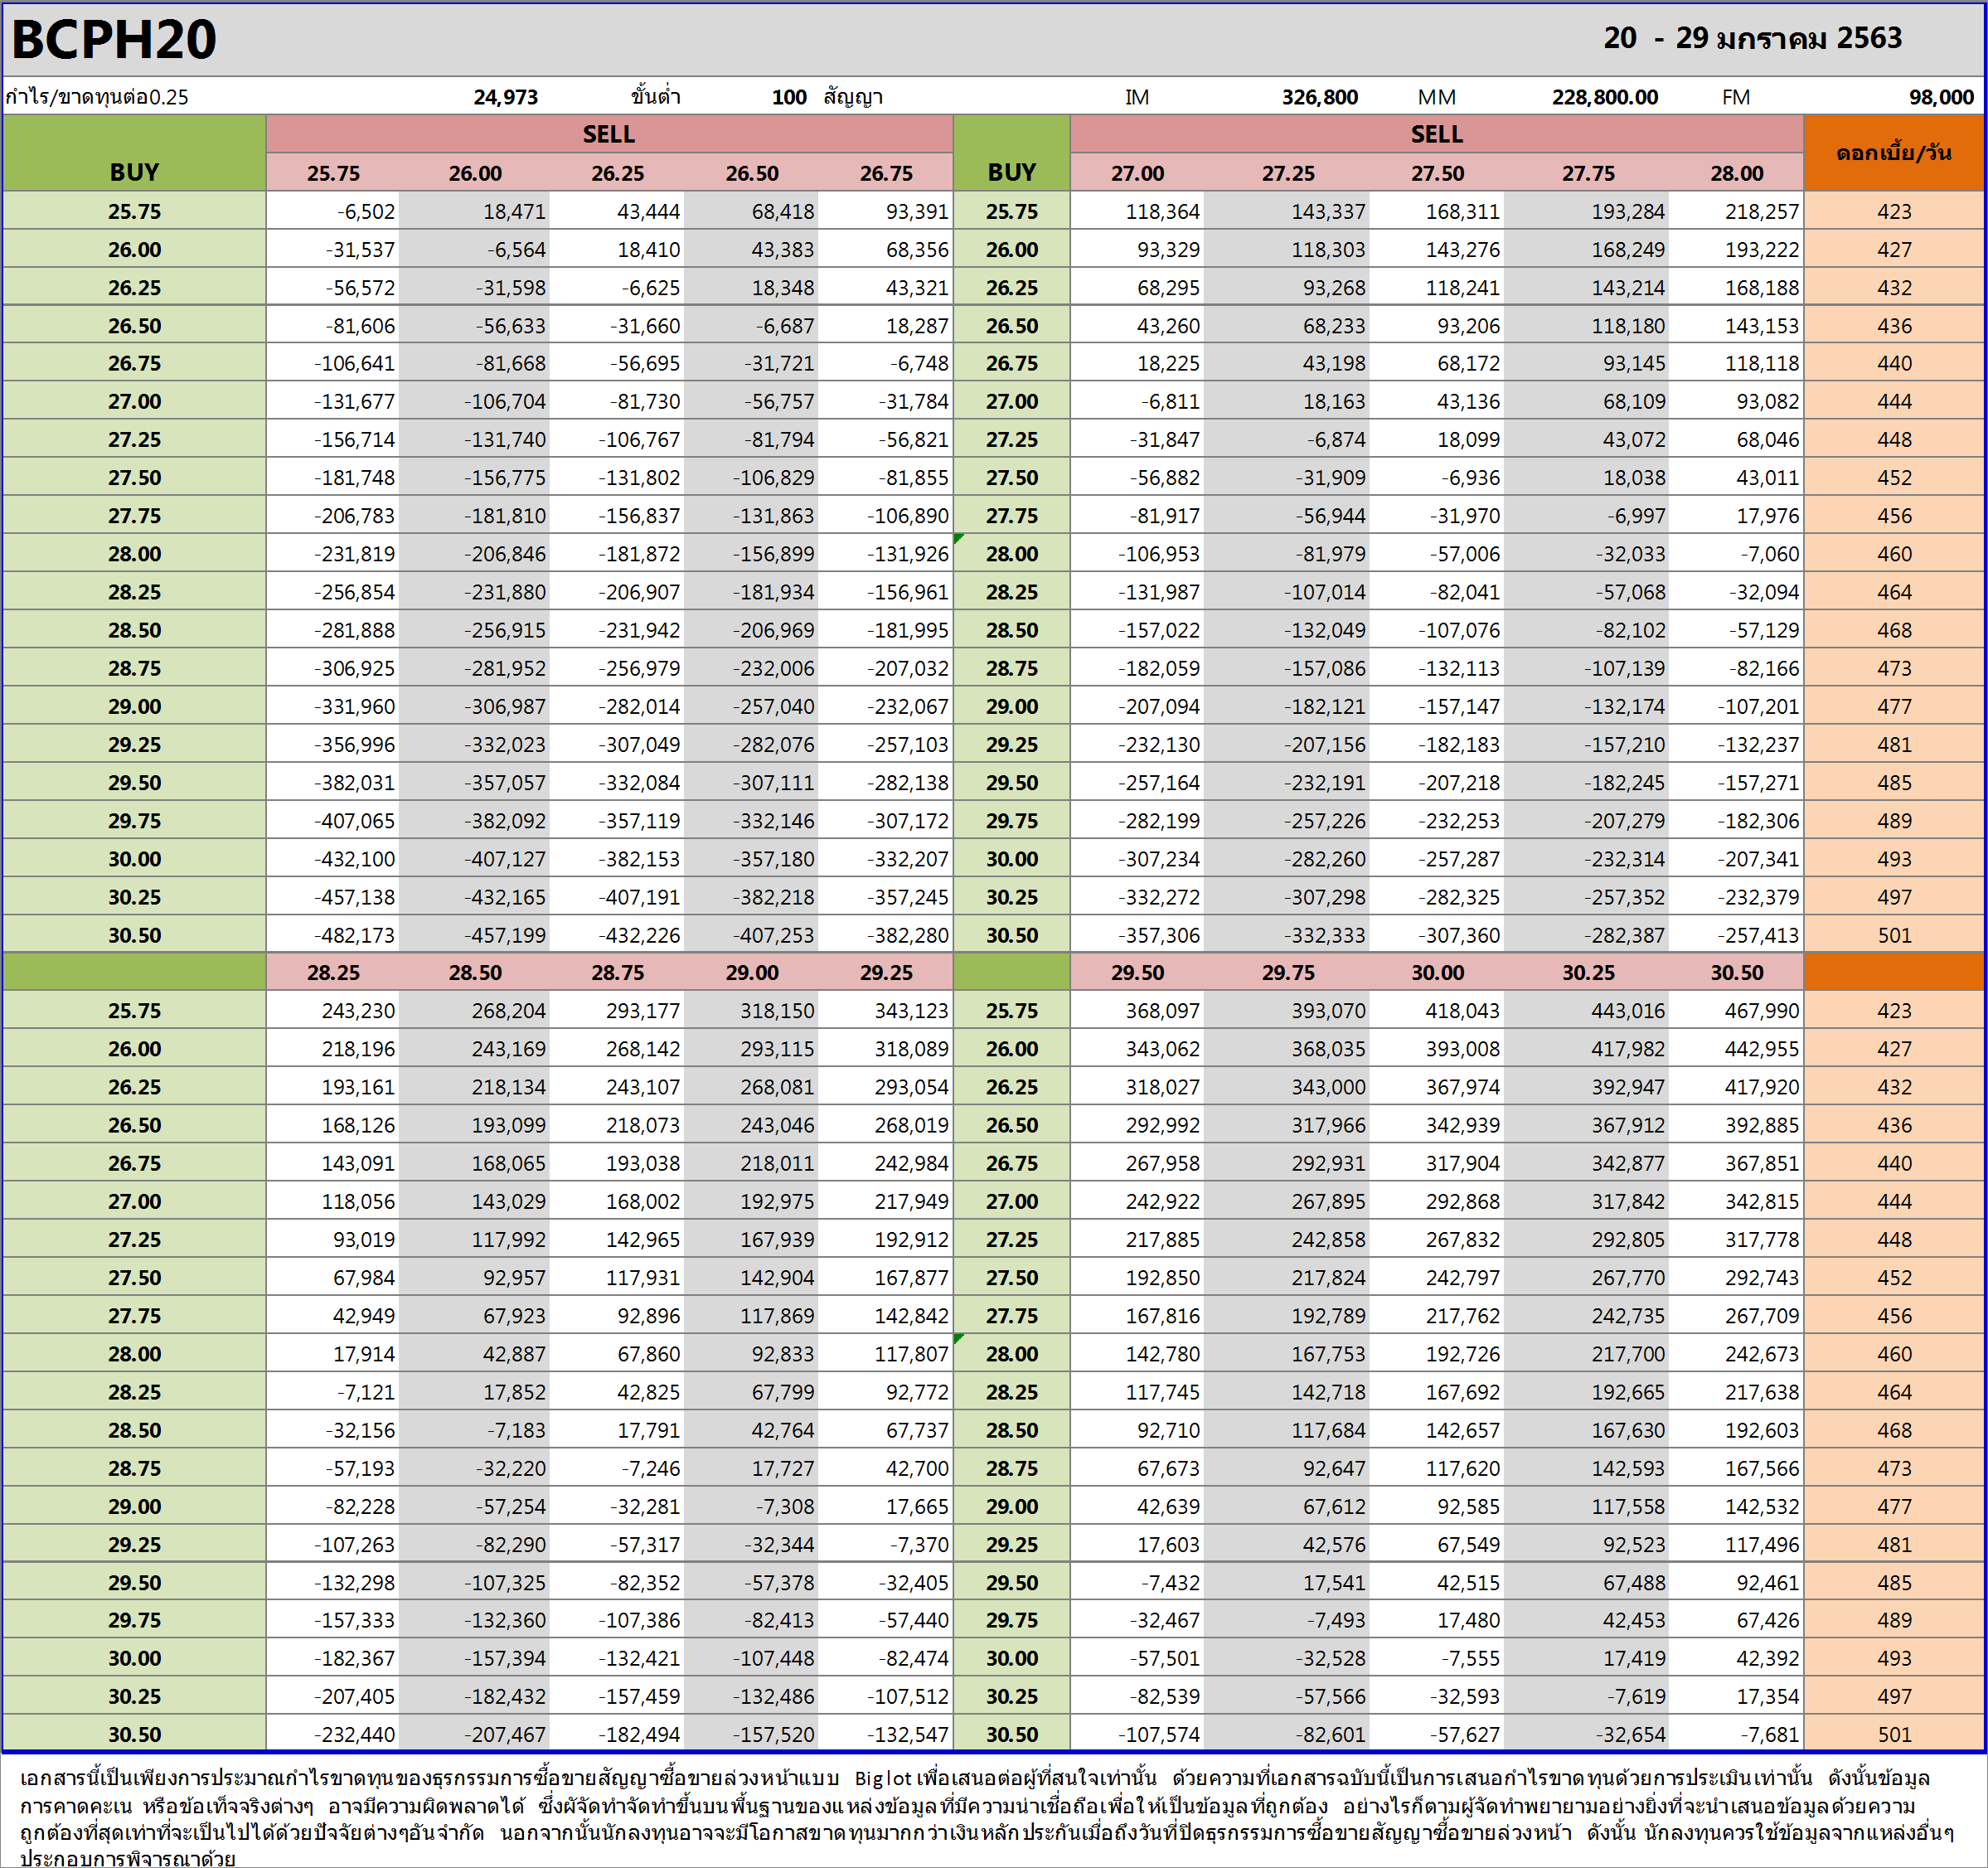 BCPH20 20 - 29 มกราคม 2563
กำไร/ขาดทุนต่อ0.25 24,973 ขั้นต่ำ 100 สัญญา IM 326,800 MM 228,800.00 FM 98,000
SELL SELL
BUY BUY ดอกเบี้ย/วัน
25.75 26.00 26.25 26.50 26.75 27.00 27.25 27.50 27.75 28.00
25.75 -6,502 18,471 43,444 68,418 93,391 25.75 118,364 143,337 168,311 193,284 218,257 423
26.00 -31,537 -6,564 18,410 43,383 68,356 26.00 93,329 118,303 143,276 168,249 193,222 427
26.25 -56,572 -31,598 -6,625 18,348 43,321 26.25 68,295 93,268 118,241 143,214 168,188 432
26.50 -81,606 -56,633 -31,660 -6,687 18,287 26.50 43,260 68,233 93,206 118,180 143,153 436
26.75 -106,641 -81,668 -56,695 -31,721 -6,748 26.75 18,225 43,198 68,172 93,145 118,118 440
27.00 -131,677 -106,704 -81,730 -56,757 -31,784 27.00 -6,811 18,163 43,136 68,109 93,082 444
27.25 -156,714 -131,740 -106,767 -81,794 -56,821 27.25 -31,847 -6,874 18,099 43,072 68,046 448
27.50 -181,748 -156,775 -131,802 -106,829 -81,855 27.50 -56,882 -31,909 -6,936 18,038 43,011 452
27.75 -206,783 -181,810 -156,837 -131,863 -106,890 27.75 -81,917 -56,944 -31,970 -6,997 17,976 456
28.00 -231,819 -206,846 -181,872 -156,899 -131,926 28.00 -106,953 -81,979 -57,006 -32,033 -7,060 460
28.25 -256,854 -231,880 -206,907 -181,934 -156,961 28.25 -131,987 -107,014 -82,041 -57,068 -32,094 464
28.50 -281,888 -256,915 -231,942 -206,969 -181,995 28.50 -157,022 -132,049 -107,076 -82,102 -57,129 468
28.75 -306,925 -281,952 -256,979 -232,006 -207,032 28.75 -182,059 -157,086 -132,113 -107,139 -82,166 473
29.00 -331,960 -306,987 -282,014 -257,040 -232,067 29.00 -207,094 -182,121 -157,147 -132,174 -107,201 477
29.25 -356,996 -332,023 -307,049 -282,076 -257,103 29.25 -232,130 -207,156 -182,183 -157,210 -132,237 481
29.50 -382,031 -357,057 -332,084 -307,111 -282,138 29.50 -257,164 -232,191 -207,218 -182,245 -157,271 485
29.75 -407,065 -382,092 -357,119 -332,146 -307,172 29.75 -282,199 -257,226 -232,253 -207,279 -182,306 489
30.00 -432,100 -407,127 -382,153 -357,180 -332,207 30.00 -307,234 -282,260 -257,287 -232,314 -207,341 493
30.25 -457,138 -432,165 -407,191 -382,218 -357,245 30.25 -332,272 -307,298 -282,325 -257,352 -232,379 497
30.50 -482,173 -457,199 -432,226 -407,253 -382,280 30.50 -357,306 -332,333 -307,360 -282,387 -257,413 501
28.25 28.50 28.75 29.00 29.25 29.50 29.75 30.00 30.25 30.50
25.75 243,230 268,204 293,177 318,150 343,123 25.75 368,097 393,070 418,043 443,016 467,990 423
26.00 218,196 243,169 268,142 293,115 318,089 26.00 343,062 368,035 393,008 417,982 442,955 427
26.25 193,161 218,134 243,107 268,081 293,054 26.25 318,027 343,000 367,974 392,947 417,920 432
26.50 168,126 193,099 218,073 243,046 268,019 26.50 292,992 317,966 342,939 367,912 392,885 436
26.75 143,091 168,065 193,038 218,011 242,984 26.75 267,958 292,931 317,904 342,877 367,851 440
27.00 118,056 143,029 168,002 192,975 217,949 27.00 242,922 267,895 292,868 317,842 342,815 444
27.25 93,019 117,992 142,965 167,939 192,912 27.25 217,885 242,858 267,832 292,805 317,778 448
27.50 67,984 92,957 117,931 142,904 167,877 27.50 192,850 217,824 242,797 267,770 292,743 452
27.75 42,949 67,923 92,896 117,869 142,842 27.75 167,816 192,789 217,762 242,735 267,709 456
28.00 17,914 42,887 67,860 92,833 117,807 28.00 142,780 167,753 192,726 217,700 242,673 460
28.25 -7,121 17,852 42,825 67,799 92,772 28.25 117,745 142,718 167,692 192,665 217,638 464
28.50 -32,156 -7,183 17,791 42,764 67,737 28.50 92,710 117,684 142,657 167,630 192,603 468
28.75 -57,193 -32,220 -7,246 17,727 42,700 28.75 67,673 92,647 117,620 142,593 167,566 473
29.00 -82,228 -57,254 -32,281 -7,308 17,665 29.00 42,639 67,612 92,585 117,558 142,532 477
29.25 -107,263 -82,290 -57,317 -32,344 -7,370 29.25 17,603 42,576 67,549 92,523 117,496 481
29.50 -132,298 -107,325 -82,352 -57,378 -32,405 29.50 -7,432 17,541 42,515 67,488 92,461 485
29.75 -157,333 -132,360 -107,386 -82,413 -57,440 29.75 -32,467 -7,493 17,480 42,453 67,426 489
30.00 -182,367 -157,394 -132,421 -107,448 -82,474 30.00 -57,501 -32,528 -7,555 17,419 42,392 493
30.25 -207,405 -182,432 -157,459 -132,486 -107,512 30.25 -82,539 -57,566 -32,593 -7,619 17,354 497
30.50 -232,440 -207,467 -182,494 -157,520 -132,547 30.50 -107,574 -82,601 -57,627 -32,654 -7,681 501
เอกสารนี้เป็นเพียงการประมาณกำไรขาดทุนของธุรกรรมการซื้อขายสัญญาซื้อขายล่วงหน้าแบบ Big lot เพื่อเสนอต่อผู้ที่สนใจเท่านั้น ด้วยความที่เอกสารฉบับนี้เป็นการเสนอกำไรขาดทุนด้วยการประเมินเท่านั้น ดังนั้นข้อมูล
การคาดคะเน หรือข้อเท็จจริงต่างๆ อาจมีความผิดพลาดได้ ซึ่งผัจัดทำจัดทำขึ้นบนพื้นฐานของแหล่งข้อมูลที่มีความน่าเชื่อถือเพื่อให้เป็นข้อมูลที่ถูกต้อง อย่างไรก็ตามผู้จัดทำพยายามอย่างยิ่งที่จะนำเสนอข้อมูลด้วยความ
ถูกต้องที่สุดเท่าที่จะเป็นไปได้ด้วยปัจจัยต่างๆอันจำกัด นอกจากนั้นนักลงทุนอาจจะมีโอกาสขาดทุนมากกว่าเงินหลักประกันเมื่อถึงวันที่ปิดธุรกรรมการซื้อขายสัญญาซื้อขายล่วงหน้า ดังนั้น นักลงทุนควรใช้ข้อมูลจากแหล่งอื่นๆ
ประกอบการพิจารณาด้วย